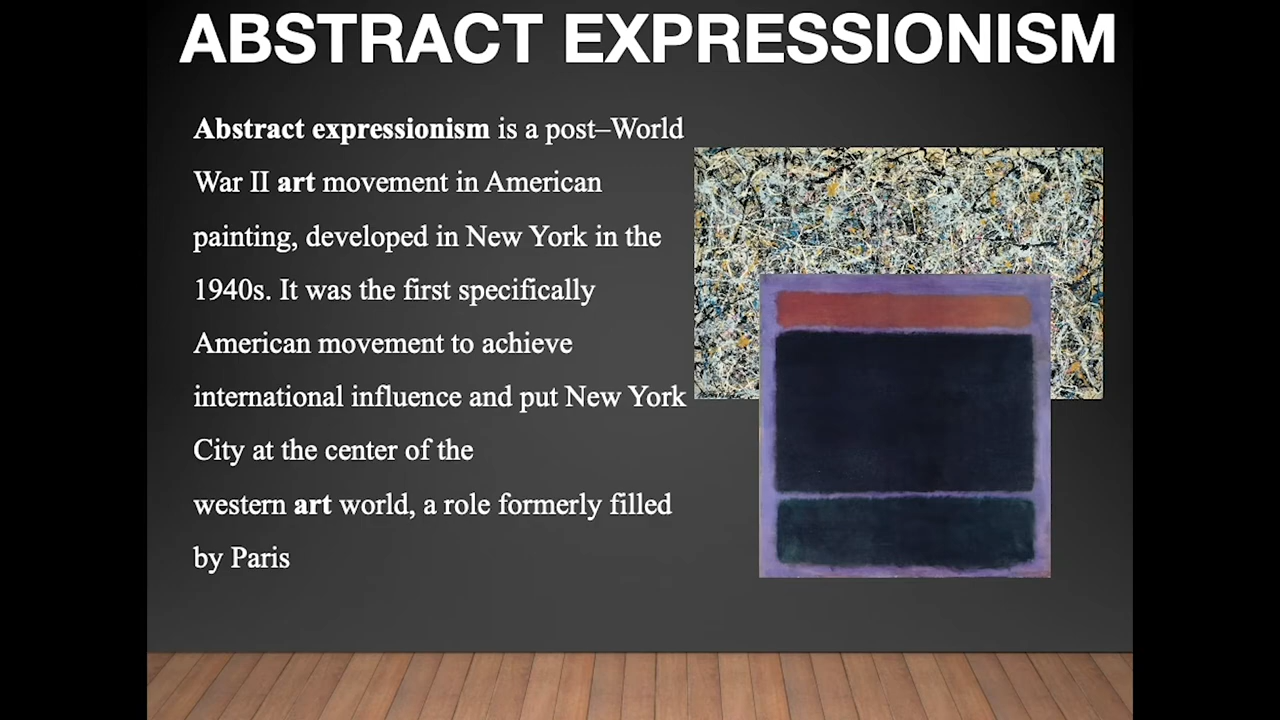 ABSTRACT EXPRESSIONISM
Abstract expressionism is a post–World
War II art movement in American
painting, developed in New York in the
1940s. It was the first specifically
American movement to achieve
international influence and put New York
City at the center of the
western art world, a role formerly filled
by Paris